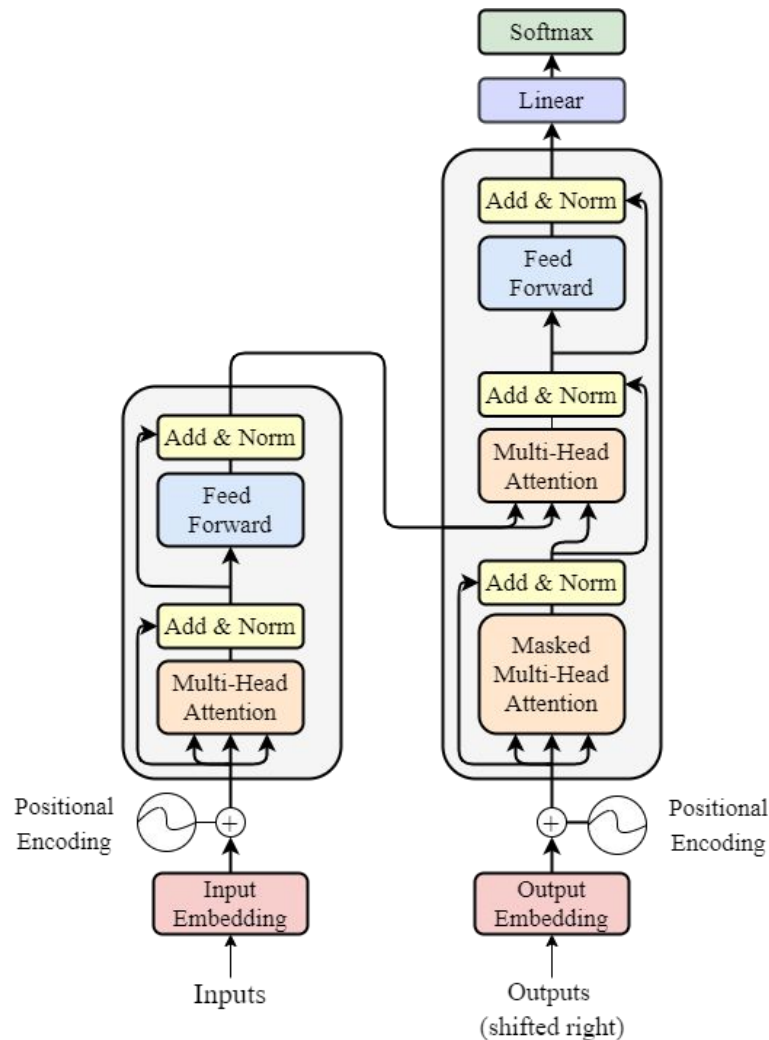 Softmax
Linear
Add & Norm
Feed
Forward
Add & Norm
Multi-Head
Attention
Add & Norm
Masked
Multi-Head
Attention
Add & Norm
Feed
Forward
Add & Norm
Multi-Head
Attention
Positional
Encoding
+
Input
Embedding
Inputs
+
Positional
Encoding
Output
Embedding
Outputs
(shifted right)